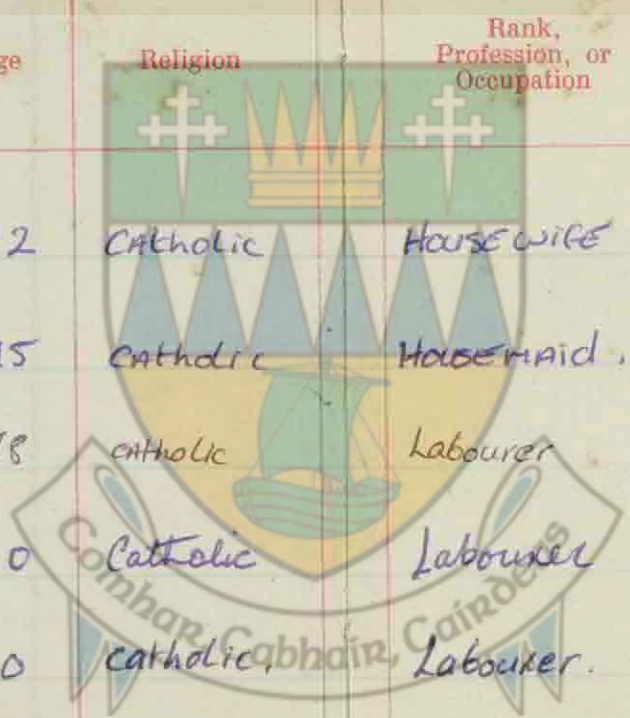 ge Religion Rank, Profession, or Occupation
2 Catholic HOUSEWIFE
15 Catholic HOUSEMAID.
8 Catholic Labourer
0 Catholic Labourer
0 Catholic. Labourer.
Comhar, Cabhair, Cairdeas